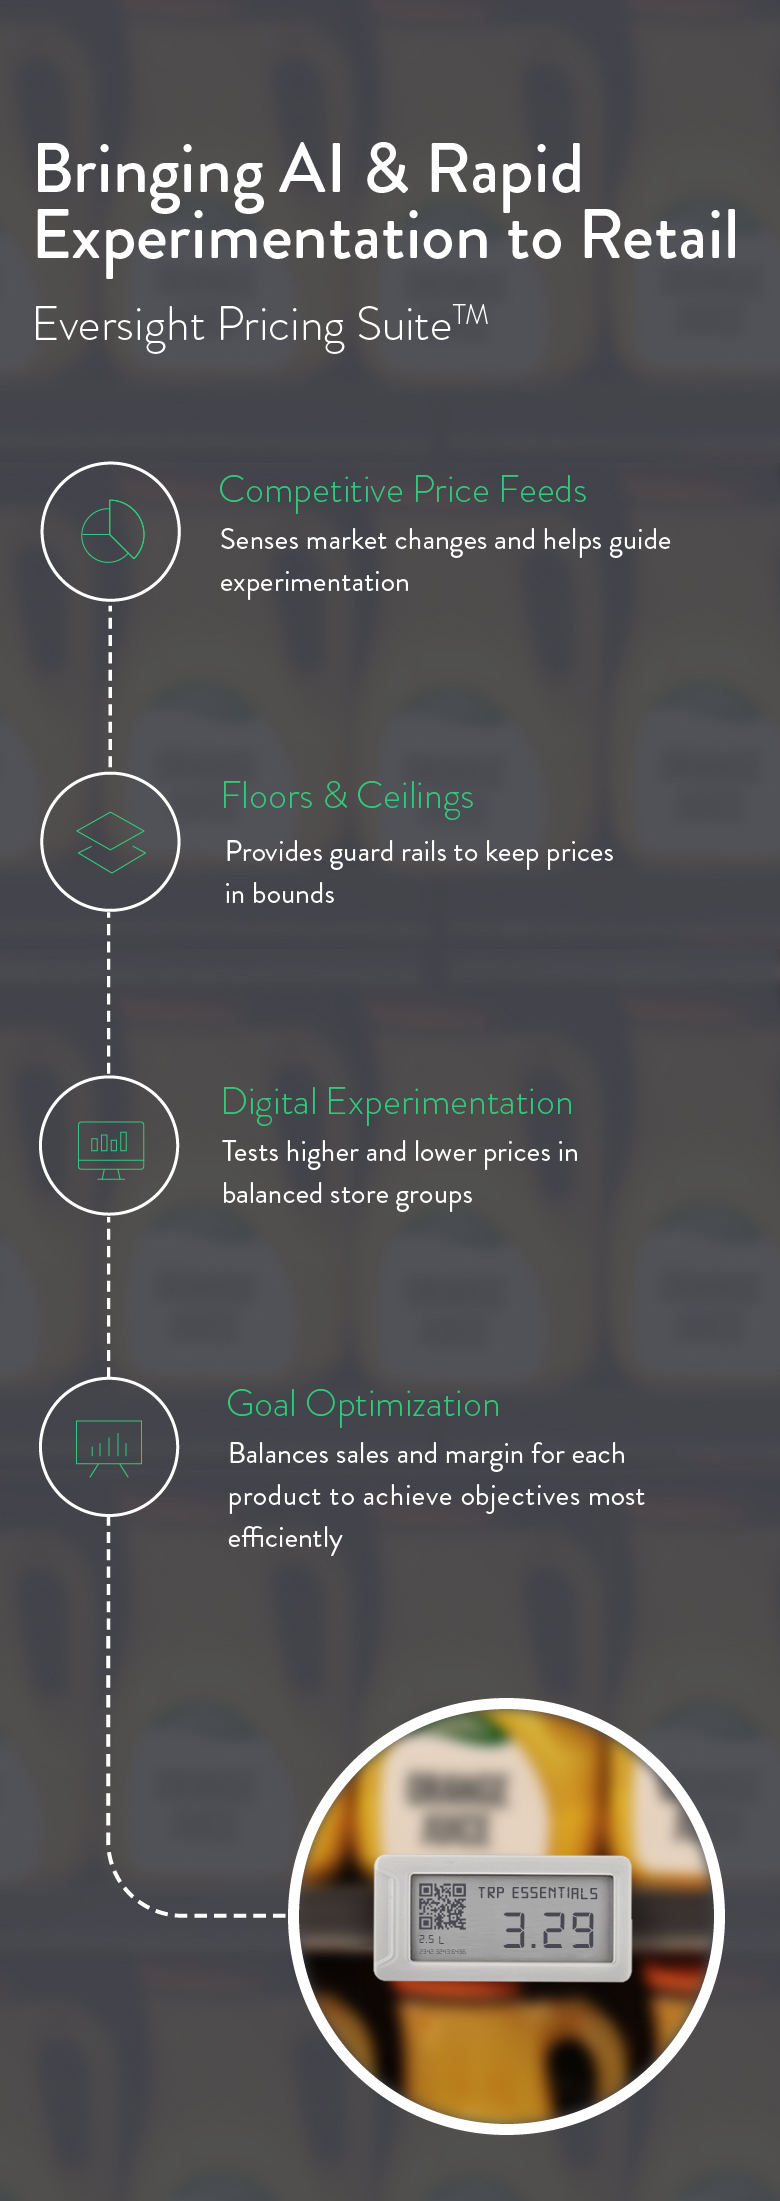 Bringing AI & Rapid
Experimentation to Retail
Eversight Pricing Suite™
Competitive Price Feeds
Senses market changes and helps guide
experimentation
Floors & Ceilings
Provides guard rails to keep prices
in bounds
Digital Experimentation
Tests higher and lower prices in
balanced store groups
Goal Optimization
Balances sales and margin for each
product to achieve objectives most
efficiently
ORANGE
JUICE
TRP ESSENTIALS
3.29
2.5 L